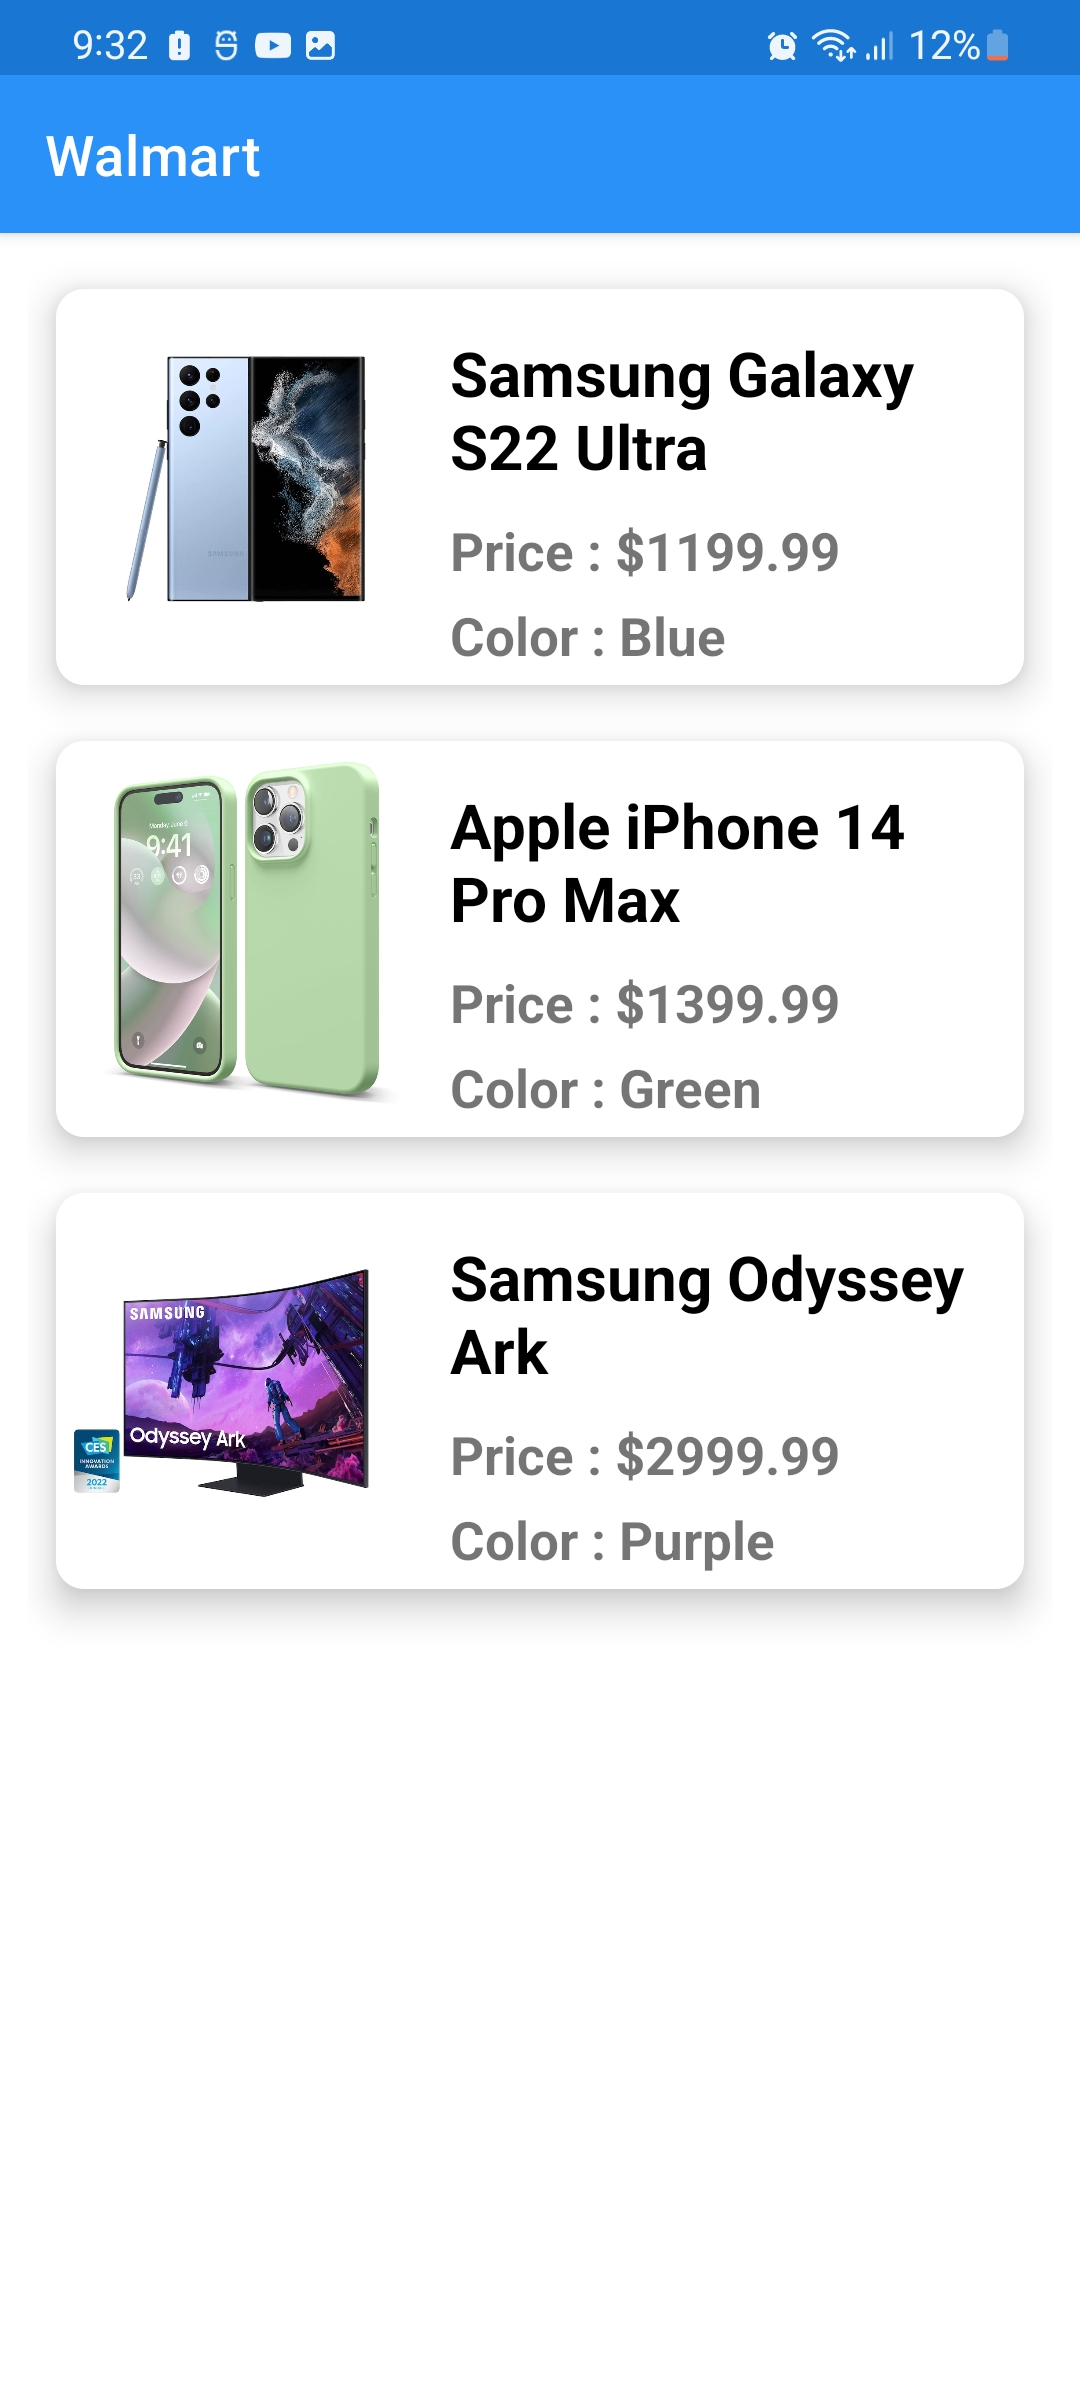 9:32
12%
Walmart
Samsung Galaxy
S22 Ultra
Price : $1199.99
Color : Blue
SAMSUNG
9:41
Apple iPhone 14
Pro Max
Price : $1399.99
Color : Green
SAMSUNG
Odyssey Ark
CES
INNOVATION
AWARDS
2022
Samsung Odyssey
Ark
Price : $2999.99
Color : Purple